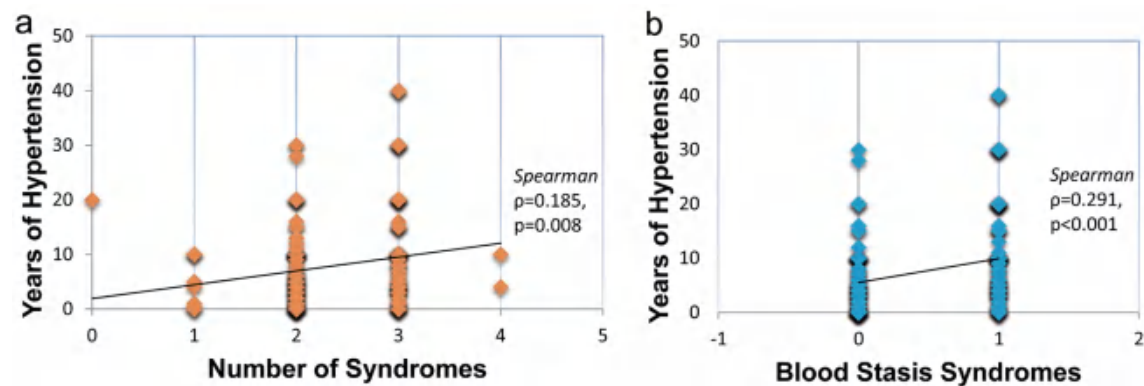 a
Years of Hypertension
50
40
30
20
10
0
0 1 2 3 4 5
Number of Syndromes
Spearman
ρ=0.185,
p=0.008
b
Years of Hypertension
50
40
30
20
10
0
-1 0 1 2
Blood Stasis Syndromes
Spearman
ρ=0.291,
p<0.001